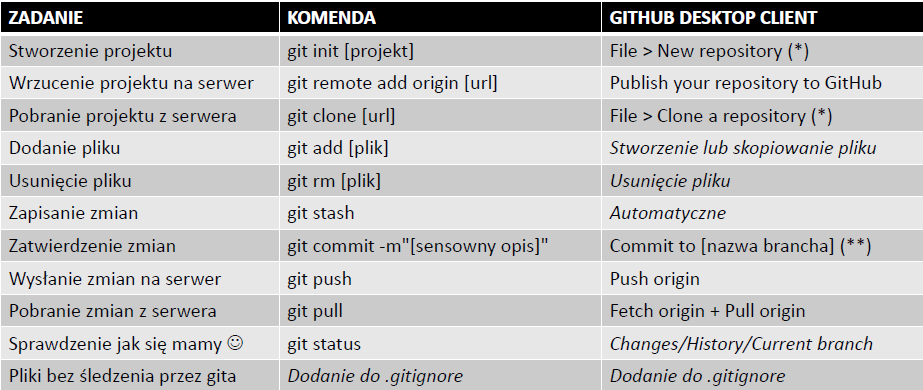 ZADANIE KOMENDA GITHUB DESKTOP CLIENT
Stworzenie projektu git init [projekt] File > New repository (*)
Wrzucenie projektu na serwer git remote add origin [url] Publish your repository to GitHub
Pobranie projektu z serwera git clone [url] File > Clone a repository (*)
Dodanie pliku git add [plik] Stworzenie lub skopiowanie pliku
Usunięcie pliku git rm [plik] Usunięcie pliku
Zapisanie zmian git stash Automatyczne
Zatwierdzenie zmian git commit -m"[sensowny opis]" Commit to [nazwa brancha] (**)
Wysłanie zmian na serwer git push Push origin
Pobranie zmian z serwera git pull Fetch origin + Pull origin
Sprawdzenie jak się mamy ☺ git status Changes/History/Current branch
Pliki bez śledzenia przez gita Dodanie do .gitignore Dodanie do .gitignore